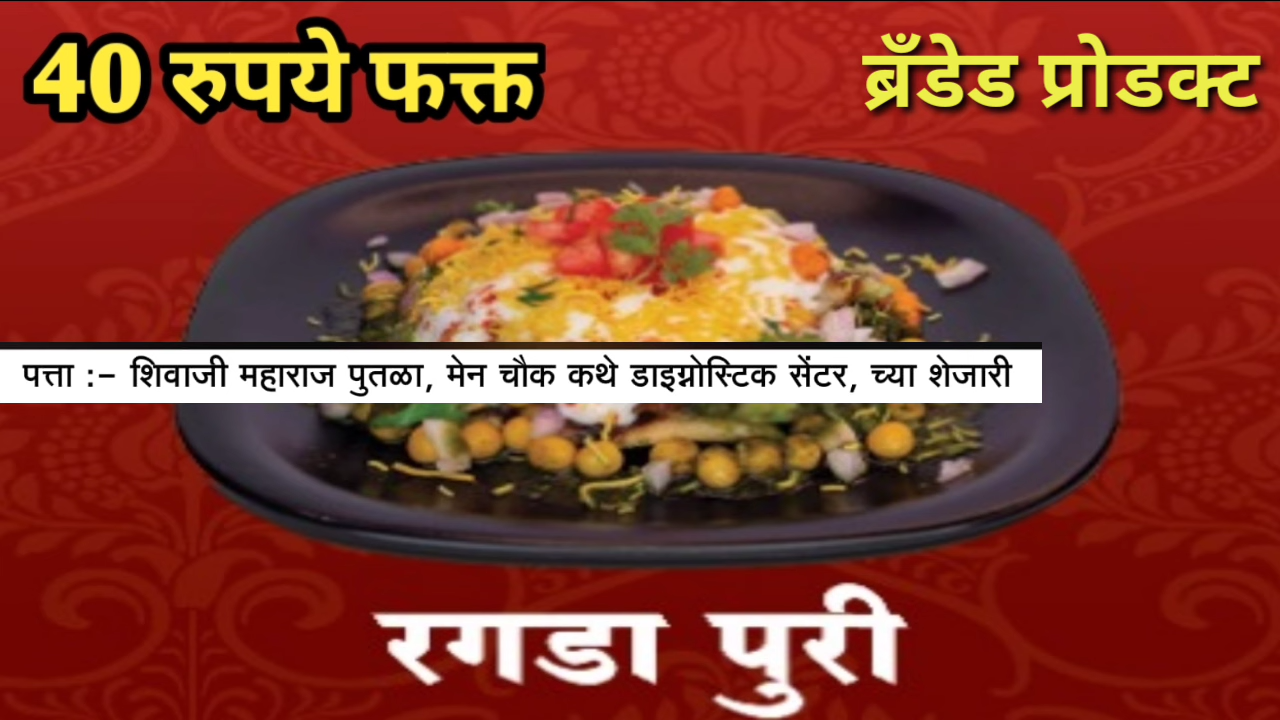 40 रुपये फक्त
ब्रँडेड प्रोडक्ट
पत्ता :- शिवाजी महाराज पुतळा, मेन चौक कथे डाइग्नोस्टिक सेंटर, च्या शेजारी
रगडा पुरी